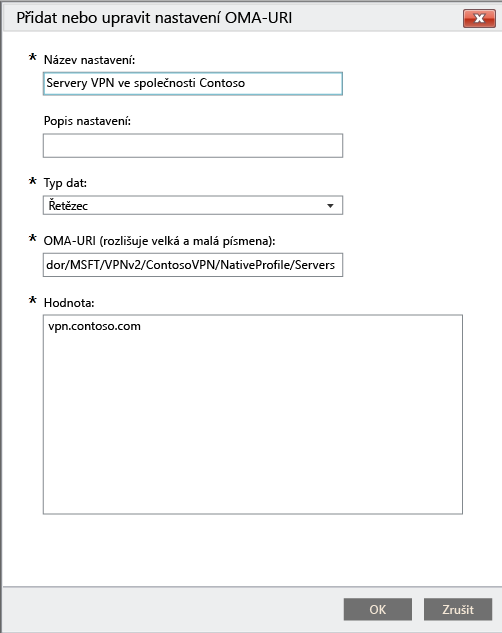 Přidat nebo upravit nastavení OMA-URI
* Název nastavení:
Servery VPN ve společnosti Contoso
Popis nastavení:
* Typ dat:
Řetězec
* OMA-URI (rozlišuje velká a malá písmena):
dor/MSFT/VPNv2/ContosoVPN/NativeProfile/Servers
* Hodnota:
vpn.contoso.com
OK
Zrušit